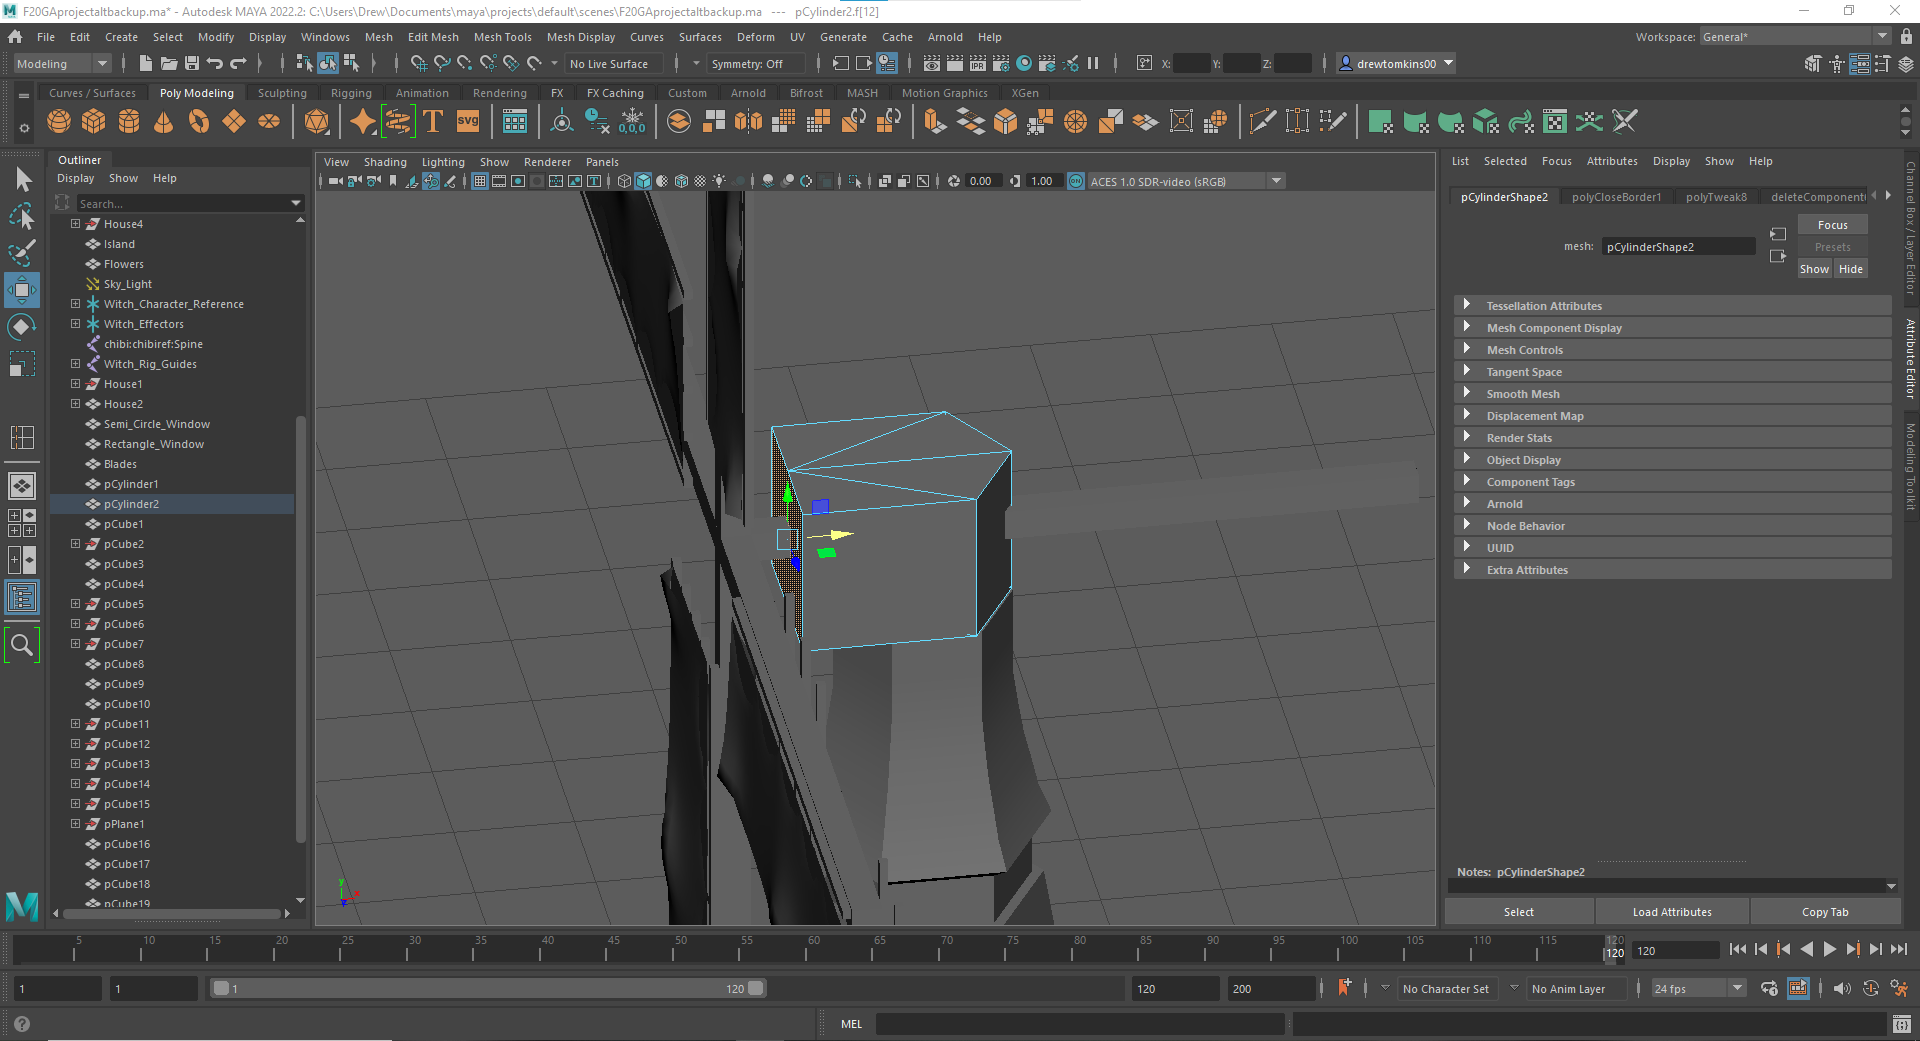 F20GAprojectaltbackup.ma* - Autodesk MAYA 2022.2: C:\Users\Drew\Documents\maya\projects\default\scenes\F20GAprojectaltbackup.ma --- pCylinder2.f[12]
File Edit Create Select Modify Display Windows Mesh Edit Mesh Mesh Tools Mesh Display Curves Surfaces Deform UV Generate Cache Arnold Help
Workspace: General*
Modeling No Live Surface Symmetry: Off X: Y: Z: drewtomkins00
Curves / Surfaces Poly Modeling Sculpting Rigging Animation Rendering FX FX Caching Custom Arnold Bifrost MASH Motion Graphics XGen
T svg 0,0,0
Outliner
Display Show Help
Search...
House4
Island
Flowers
Sky_Light
Witch_Character_Reference
Witch_Effectors
chibi:chibiref:Spine
Witch_Rig_Guides
House1
House2
Semi_Circle_Window
Rectangle_Window
Blades
pCylinder1
pCylinder2
pCube1
pCube2
pCube3
pCube4
pCube5
pCube6
pCube7
pCube8
pCube9
pCube10
pCube11
pCube12
pCube13
pCube14
pCube15
pPlane1
pCube16
pCube17
pCube18
pCube19
View Shading Lighting Show Renderer Panels
0.00 1.00 ACES 1.0 SDR-video (sRGB)
y
x
z
List Selected Focus Attributes Display Show Help
pCylinderShape2 polyCloseBorder1 polyTweak8 deleteComponent
mesh: pCylinderShape2
Focus
Presets
Show Hide
Tessellation Attributes
Mesh Component Display
Mesh Controls
Tangent Space
Smooth Mesh
Displacement Map
Render Stats
Object Display
Component Tags
Arnold
Node Behavior
UUID
Extra Attributes
Notes: pCylinderShape2
Select Load Attributes Copy Tab
Channel Box / Layer Editor
Attribute Editor
Modeling Toolkit
5 10 15 20 25 30 35 40 45 50 55 60 65 70 75 80 85 90 95 100 105 110 115 120
120 120
1 1 1 120 120 200 No Character Set No Anim Layer 24 fps
MEL